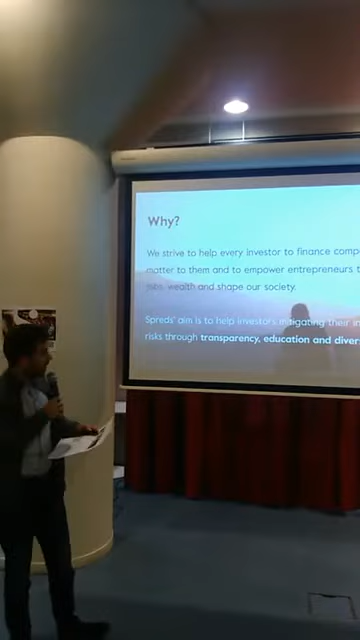 Why?
We strive to help every investor to finance comp
matter to them and to empower entrepreneurs t
jobs, wealth and shape our society.
Spreds' aim is to help investors mitigating their in
risks through transparency, education and diver